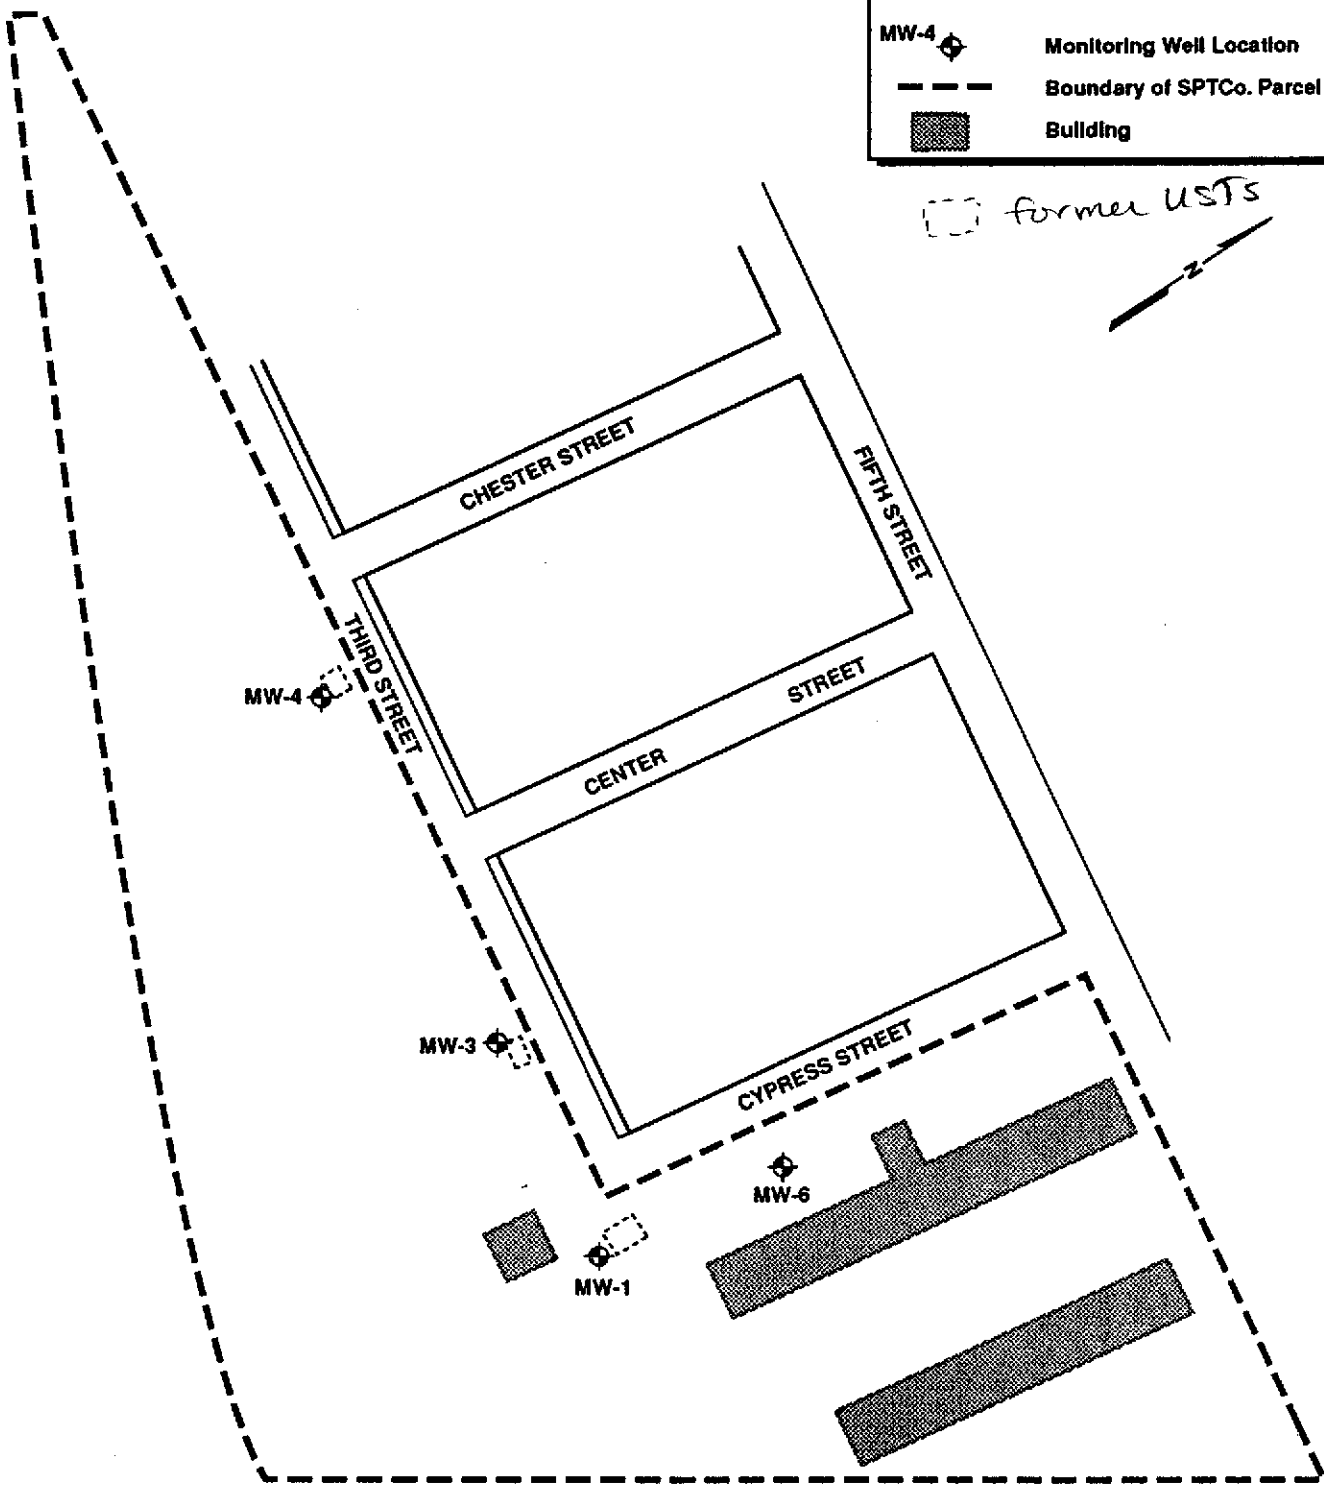 MW-4
Monitoring Well Location
Boundary of SPTCo. Parcel
Building
former USTs
N
CHESTER STREET
FIFTH STREET
THIRD STREET
MW-4
CENTER STREET
MW-3
CYPRESS STREET
MW-6
MW-1